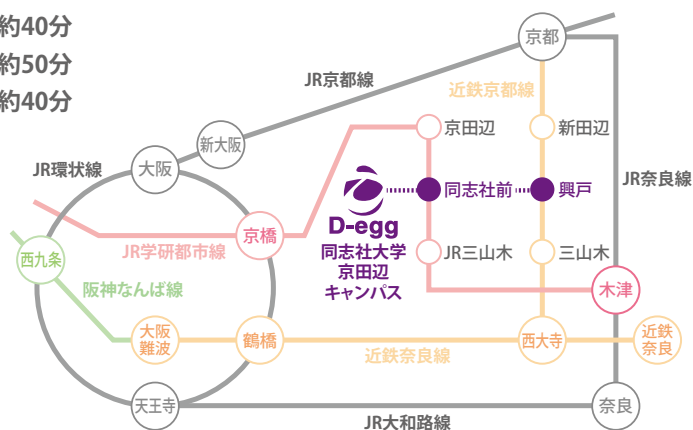 約40分
約50分
約40分
京都
JR京都線
近鉄京都線
新大阪
京田辺
新田辺
JR環状線
大阪
JR奈良線
同志社前
興戸
D-egg
同志社大学
京田辺
キャンパス
京橋
JR学研都市線
JR三山木
三山木
西九条
阪神なんば線
木津
大阪
難波
鶴橋
近鉄奈良線
西大寺
近鉄
奈良
天王寺
JR大和路線
奈良